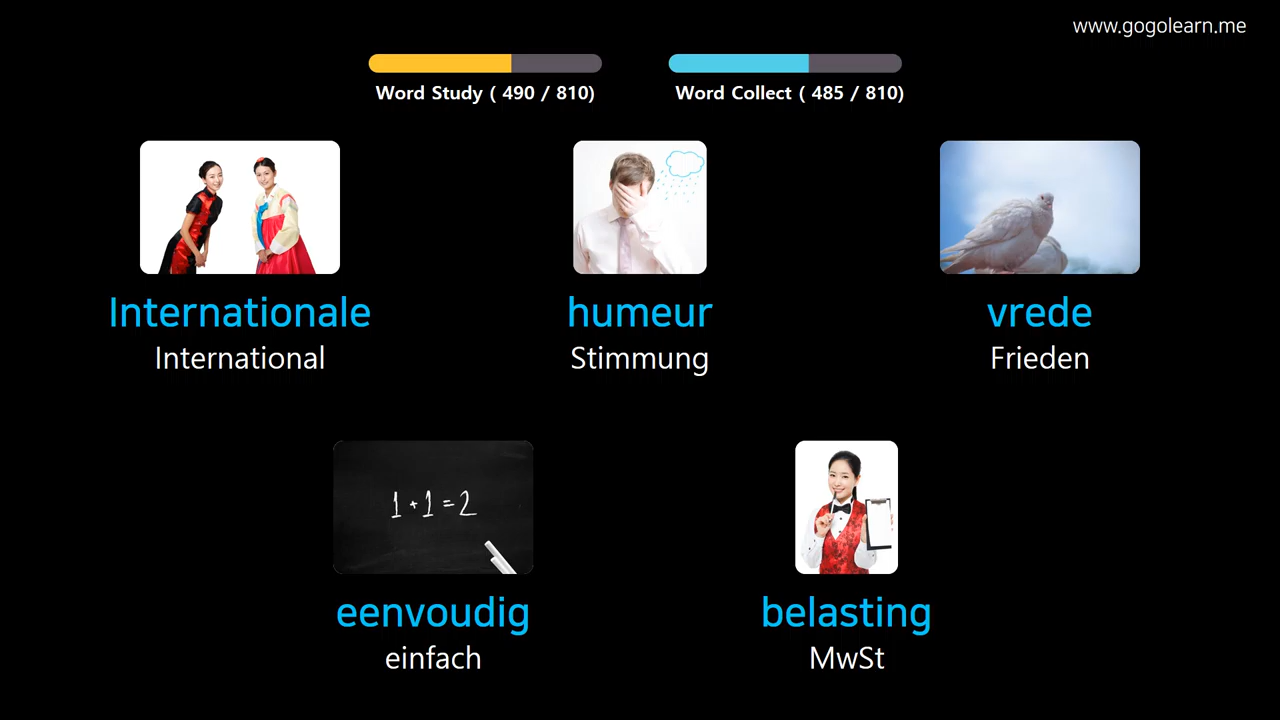 www.gogolearn.me
Word Study ( 490 / 810)
Word Collect ( 485 / 810)
Internationale
International
humeur
Stimmung
vrede
Frieden
1+1=2
eenvoudig
einfach
belasting
MwSt